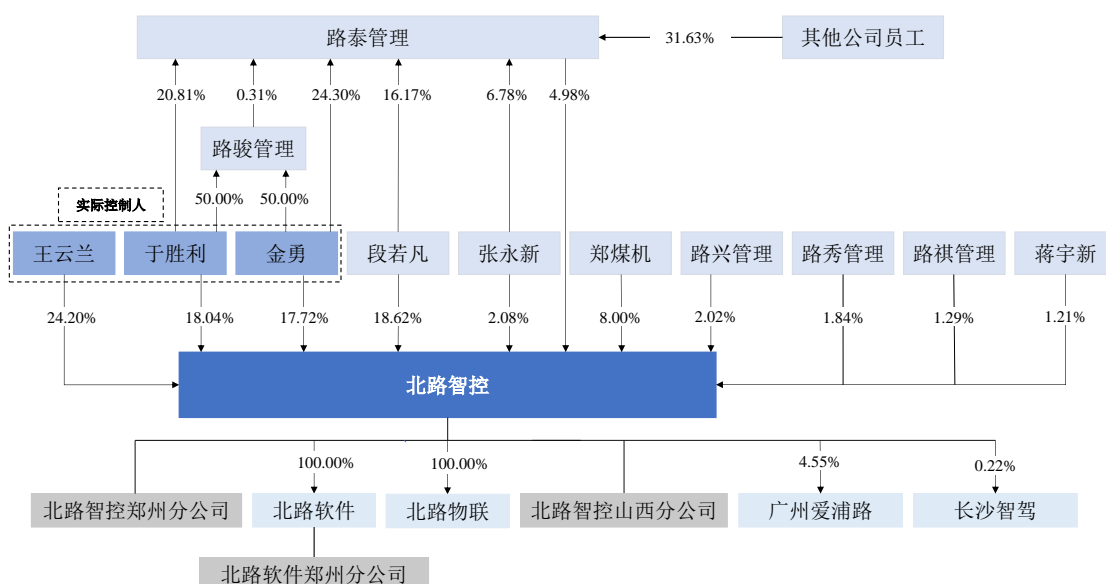 路泰管理
31.63%
其他公司员工
20.81%
0.31%
24.30%
16.17%
6.78%
4.98%
路骏管理
50.00%
50.00%
实际控制人
王云兰
于胜利
金勇
段若凡
张永新
郑煤机
路兴管理
路秀管理
路祺管理
蒋宇新
24.20%
18.04%
17.72%
18.62%
2.08%
8.00%
2.02%
1.84%
1.29%
1.21%
北路智控
100.00%
100.00%
4.55%
0.22%
北路智控郑州分公司
北路软件
北路物联
北路智控山西分公司
广州爱浦路
长沙智驾
北路软件郑州分公司